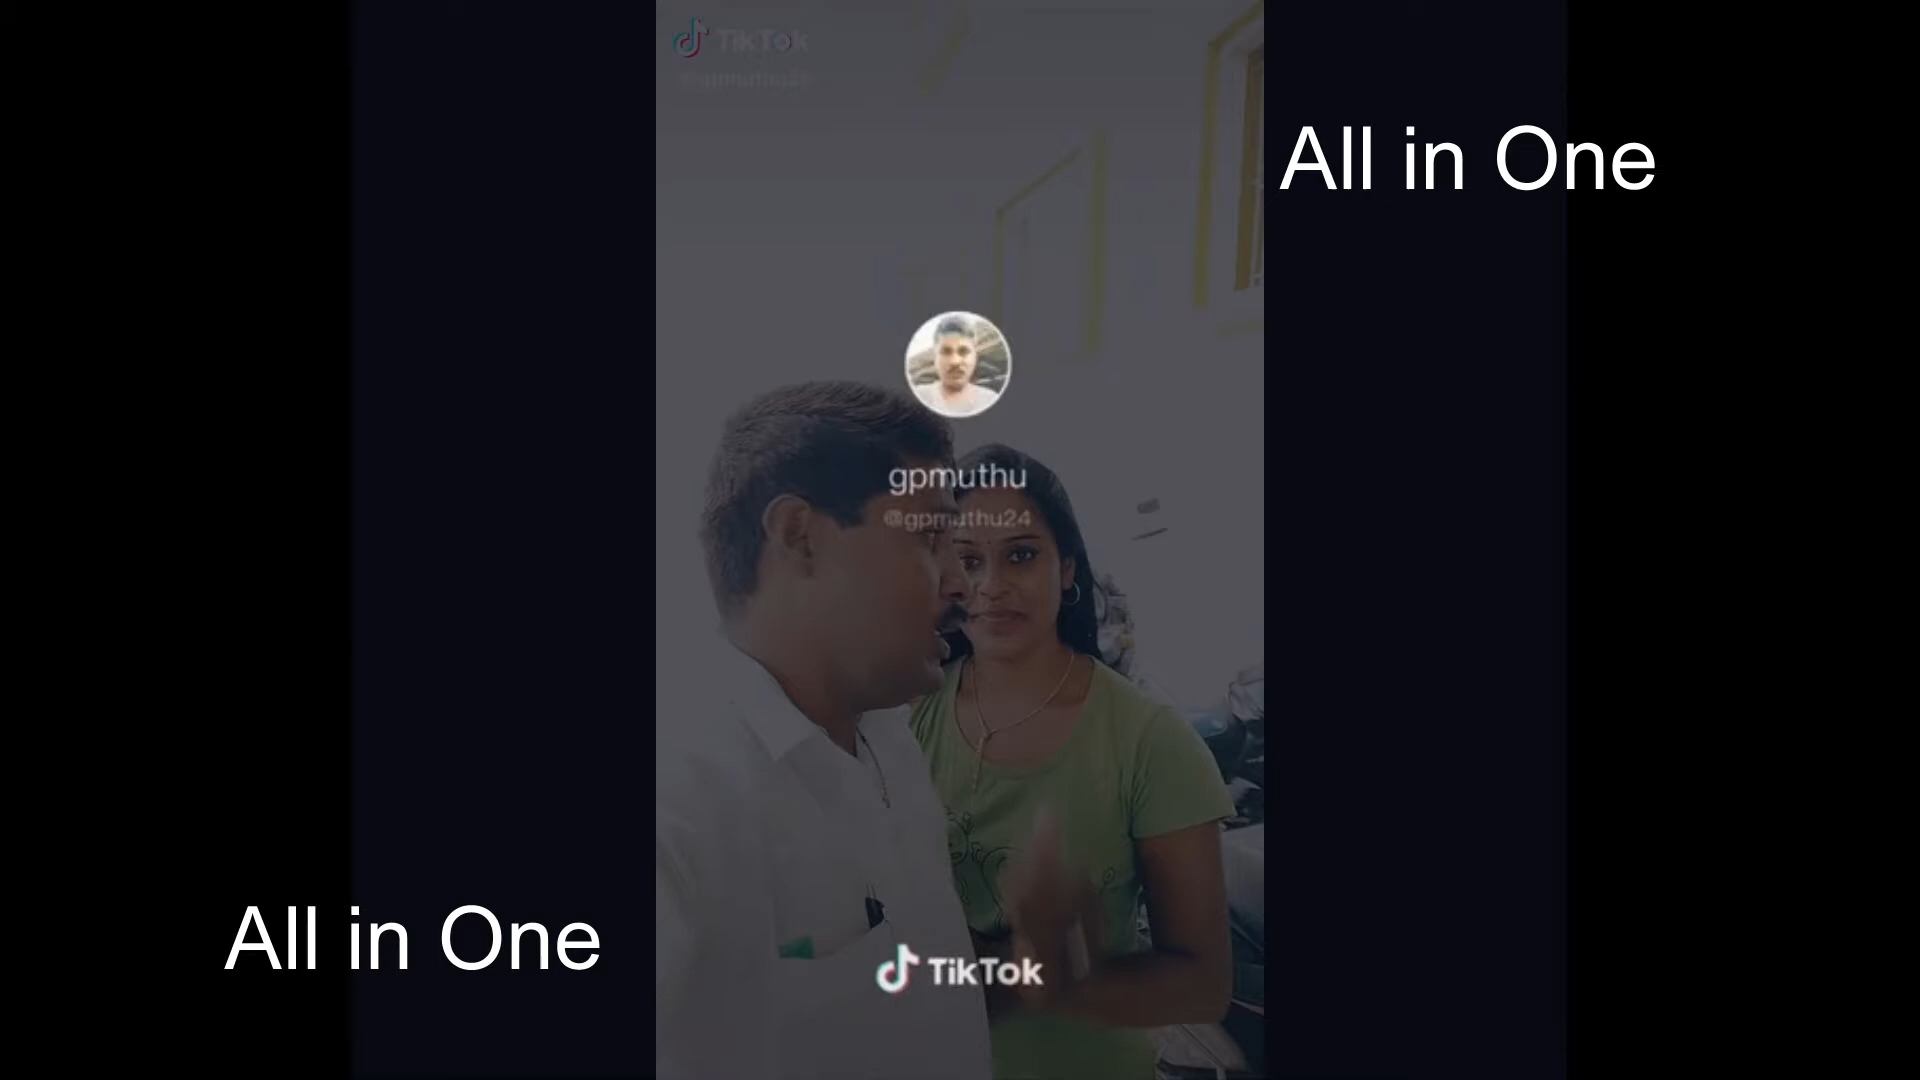 TikTok
All in One
gpmuthu
@gpmuthu24
All in One
TikTok